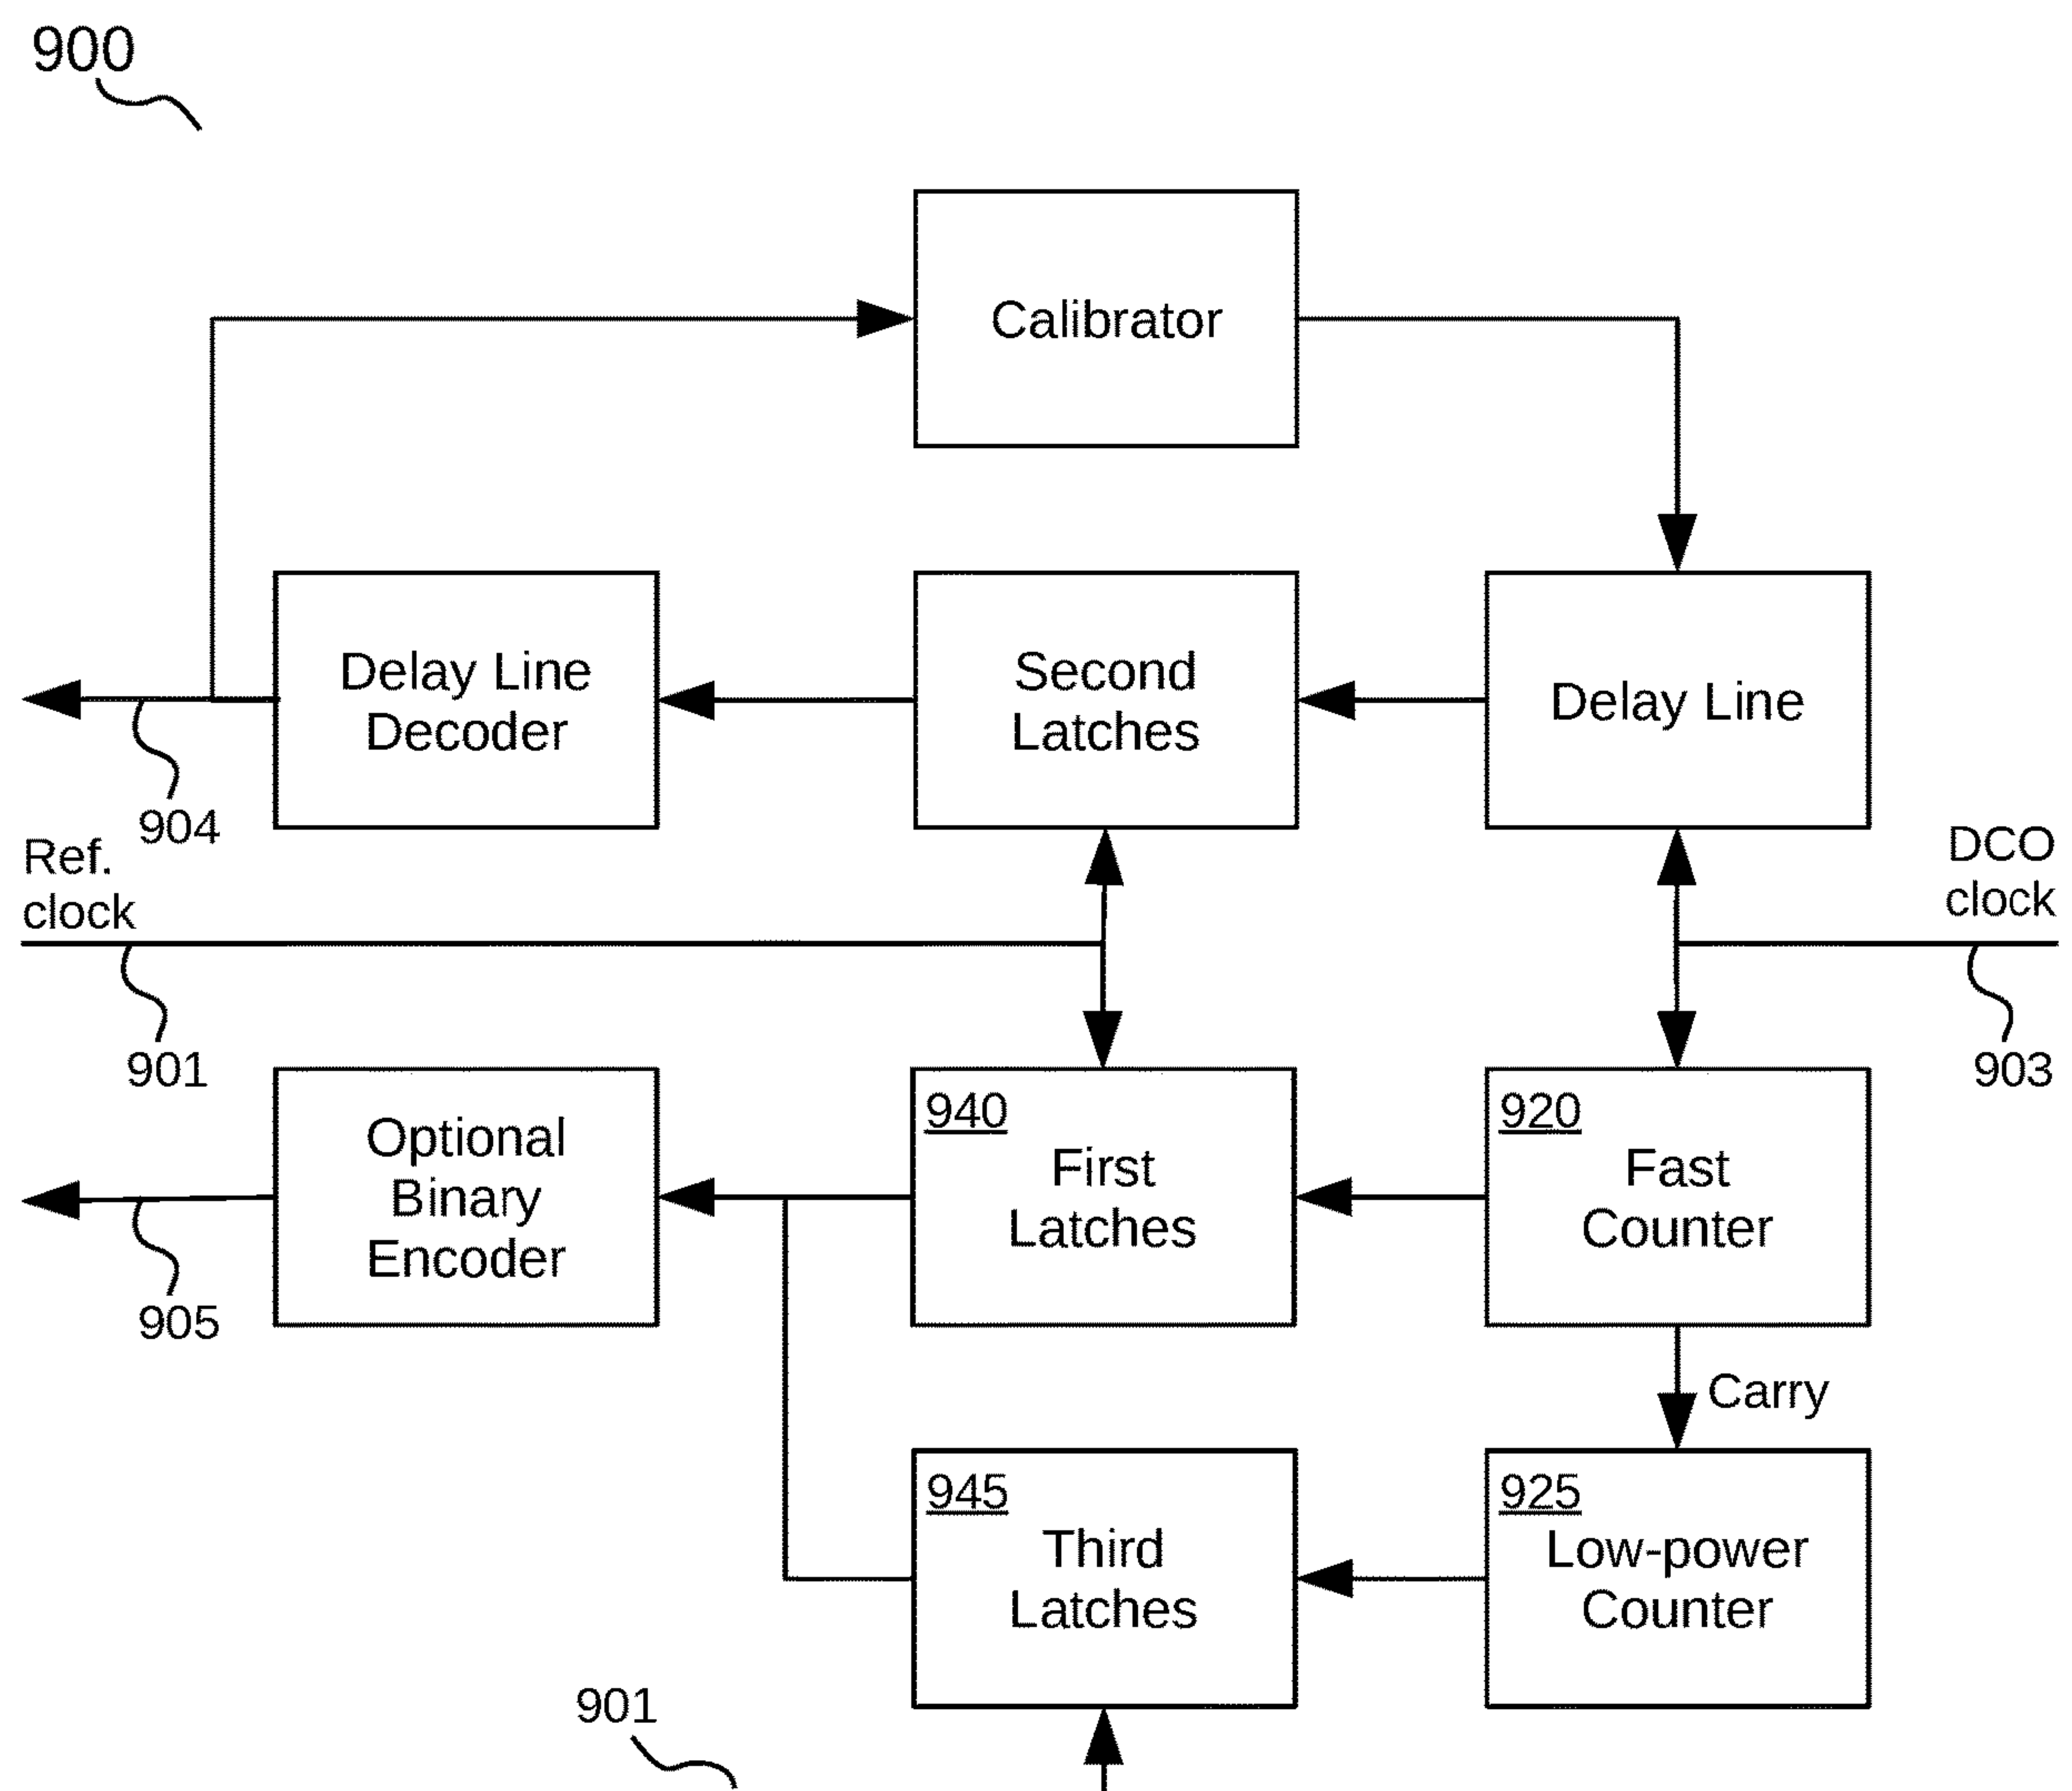 900
Calibrator
Delay Line
Decoder
Second
Latches
Delay Line
904
Ref.
clock
DCO
clock
901
903
Optional
Binary
Encoder
940
First
Latches
920
Fast
Counter
905
Carry
945
Third
Latches
925
Low-power
Counter
901